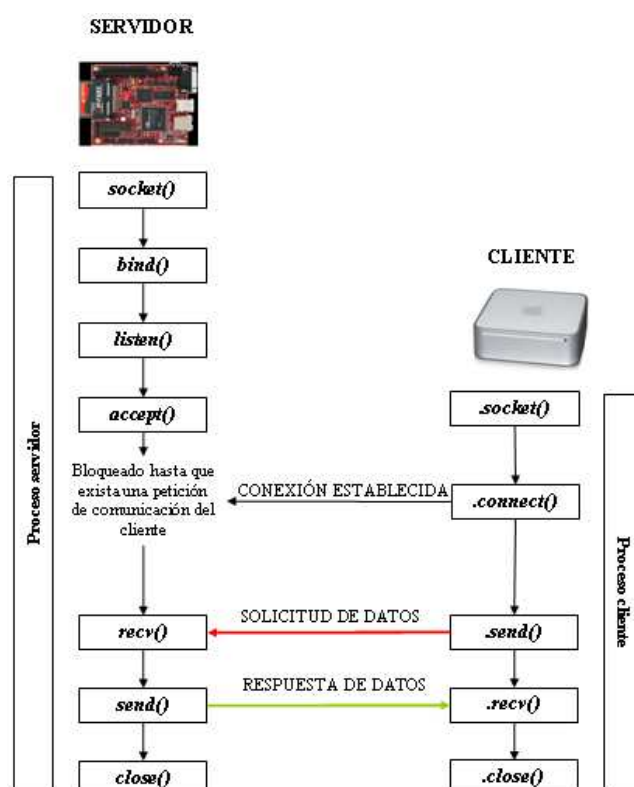 SERVIDOR
socket()
bind()
listen()
accept()
Bloqueado hasta que
exista una petición
de comunicación del
cliente
recv()
send()
close()
Proceso servidor
CLIENTE
.socket()
.connect()
.send()
.recv()
.close()
Proceso cliente
CONEXIÓN ESTABLECIDA
SOLICITUD DE DATOS
RESPUESTA DE DATOS